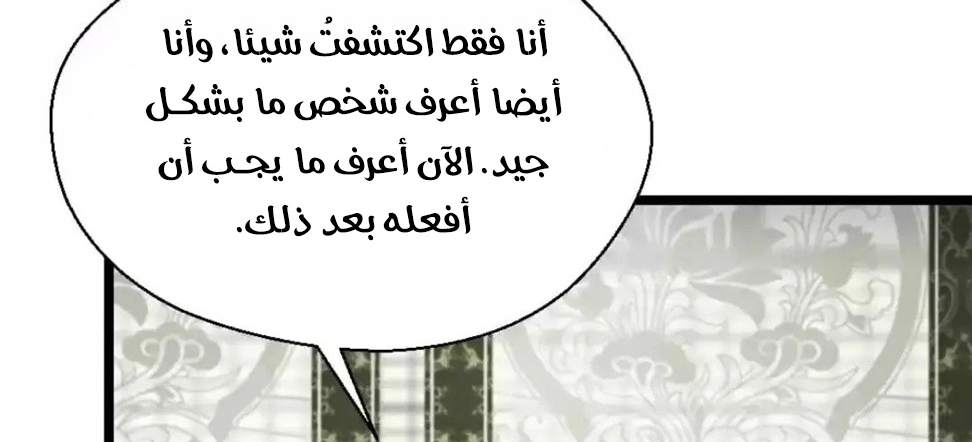 أنا فقط اكتشفتُ شيئا، وأنا
أيضا أعرف شخص ما بشكل
جيد. الآن أعرف ما يجب أن
أفعله بعد ذلك.